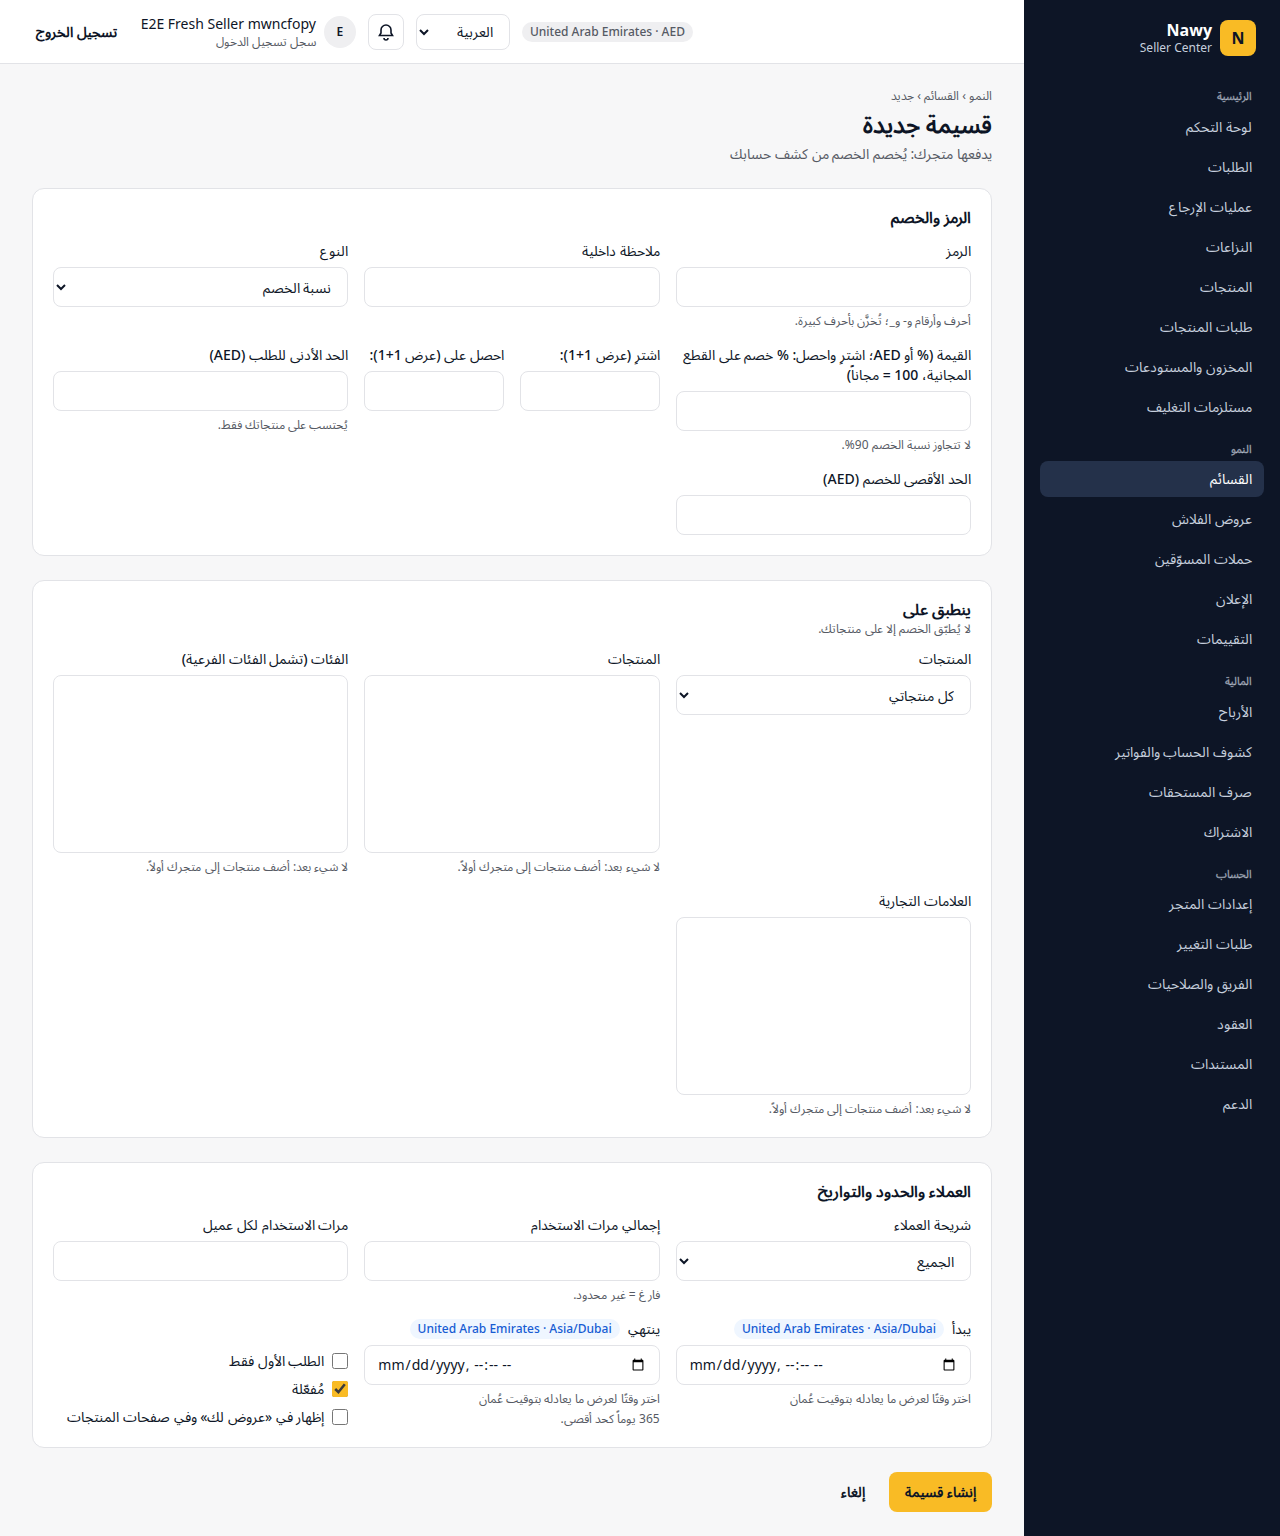 N
Nawy
Seller Center
الرئيسية
لوحة التحكم
الطلبات
عمليات الإرجاع
النزاعات
المنتجات
طلبات المنتجات
المخزون والمستودعات
مستلزمات التغليف
النمو
القسائم
عروض الفلاش
حملات المسوّقين
الإعلان
التقييمات
المالية
الأرباح
كشوف الحساب والفواتير
صرف المستحقات
الاشتراك
الحساب
إعدادات المتجر
طلبات التغيير
الفريق والصلاحيات
العقود
المستندات
الدعم
United Arab Emirates · AED
العربية
E
E2E Fresh Seller mwncfopy
سجل تسجيل الدخول
تسجيل الخروج
النمو › القسائم › جديد
قسيمة جديدة
يدفعها متجرك: يُخصم الخصم من كشف حسابك
الرمز والخصم
الرمز
ملاحظة داخلية
النوع
نسبة الخصم
أحرف وأرقام و- و_؛ تُخزَّن بأحرف كبيرة.
القيمة (% أو AED؛ اشترِ واحصل: % خصم على القطع المجانية، 100 = مجاناً)
اشترِ (عرض 1+1):
احصل على (عرض 1+1):
الحد الأدنى للطلب (AED)
يُحتسب على منتجاتك فقط.
لا تتجاوز نسبة الخصم 90%.
الحد الأقصى للخصم (AED)
ينطبق على
لا يُطبّق الخصم إلا على منتجاتك.
المنتجات
المنتجات
الفئات (تشمل الفئات الفرعية)
كل منتجاتي
لا شيء بعد: أضف منتجات إلى متجرك أولاً.
لا شيء بعد: أضف منتجات إلى متجرك أولاً.
العلامات التجارية
لا شيء بعد: أضف منتجات إلى متجرك أولاً.
العملاء والحدود والتواريخ
شريحة العملاء
إجمالي مرات الاستخدام
مرات الاستخدام لكل عميل
الجميع
فارغ = غير محدود.
يبدأ United Arab Emirates · Asia/Dubai
ينتهي United Arab Emirates · Asia/Dubai
mm/dd/yyyy, --:-- --
mm/dd/yyyy, --:-- --
اختر وقتًا لعرض ما يعادله بتوقيت عُمان
اختر وقتًا لعرض ما يعادله بتوقيت عُمان
365 يوماً كحد أقصى.
الطلب الأول فقط
مُفعّلة
إظهار في «عروض لك» وفي صفحات المنتجات
إنشاء قسيمة
إلغاء